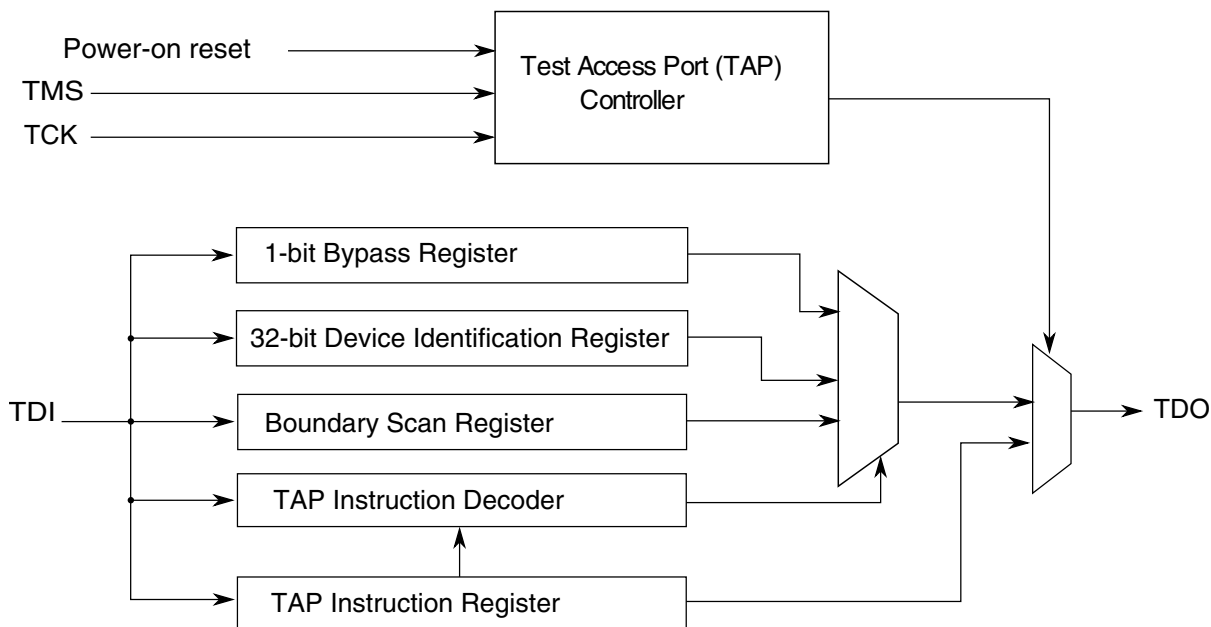 Power-on reset
TMS
TCK
Test Access Port (TAP)
Controller
1-bit Bypass Register
32-bit Device Identification Register
TDI
Boundary Scan Register
TDO
TAP Instruction Decoder
TAP Instruction Register